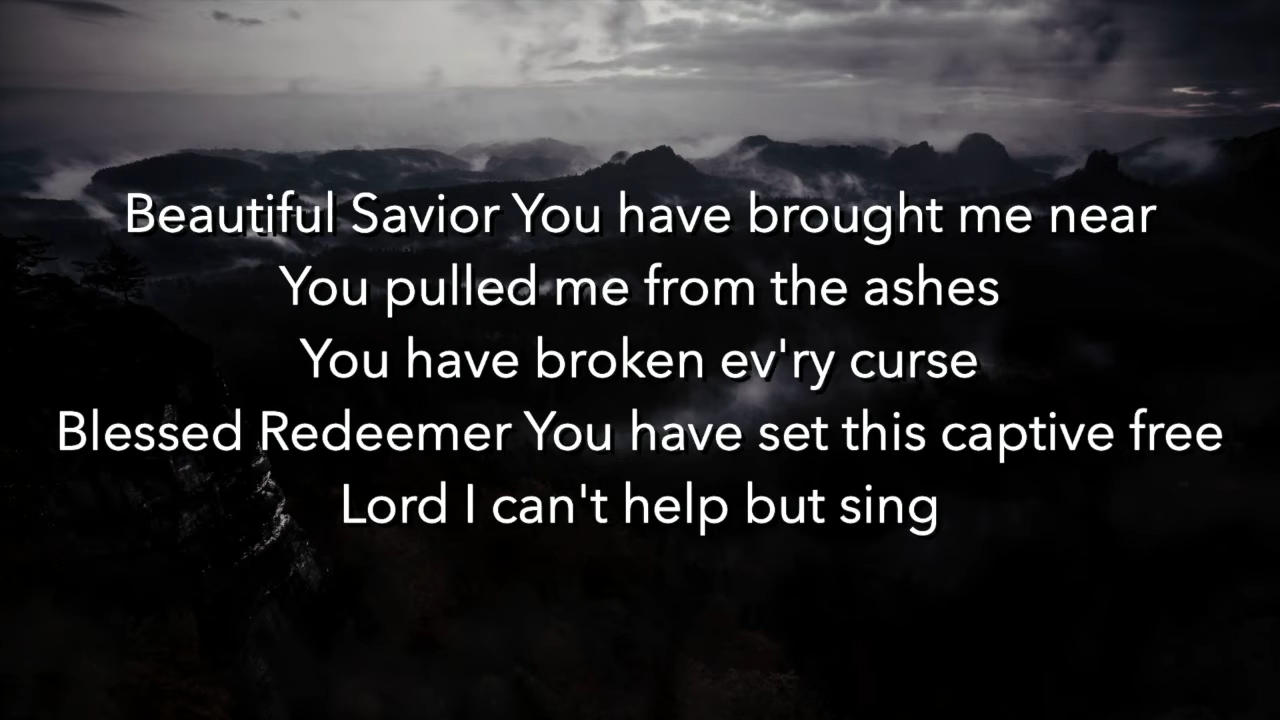 Beautiful Savior You have brought me near
You pulled me from the ashes
You have broken ev'ry curse
Blessed Redeemer You have set this captive free
Lord I can't help but sing